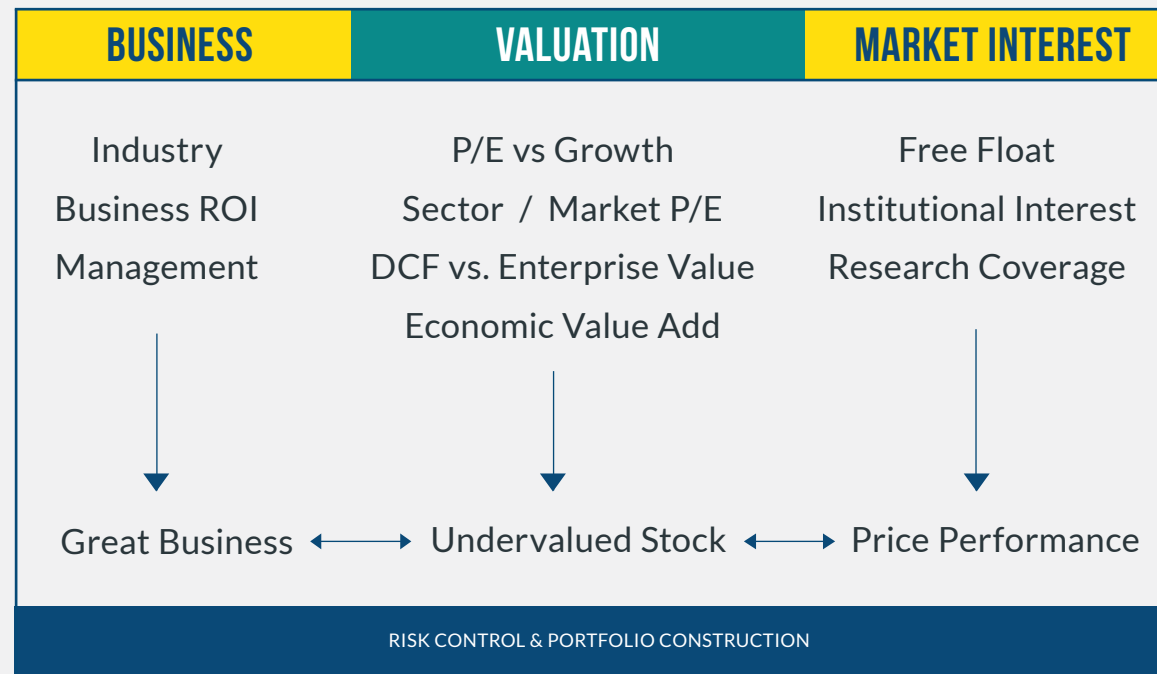 BUSINESS
VALUATION
MARKET INTEREST
Industry
Business ROI
Management
P/E vs Growth
Sector / Market P/E
DCF vs. Enterprise Value
Economic Value Add
Free Float
Institutional Interest
Research Coverage
Great Business
Undervalued Stock
Price Performance
RISK CONTROL & PORTFOLIO CONSTRUCTION